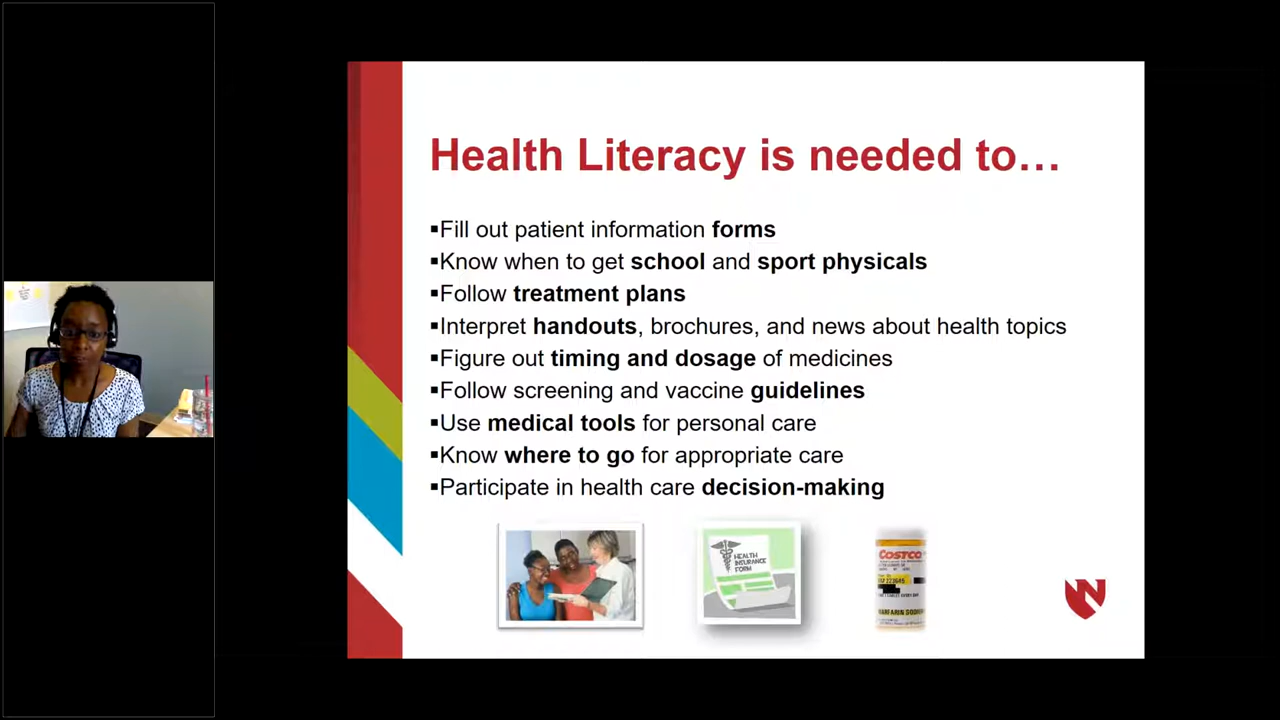 Health Literacy is needed to…
▪Fill out patient information forms
▪Know when to get school and sport physicals
▪Follow treatment plans
▪Interpret handouts, brochures, and news about health topics
▪Figure out timing and dosage of medicines
▪Follow screening and vaccine guidelines
▪Use medical tools for personal care
▪Know where to go for appropriate care
▪Participate in health care decision-making
HEALTH
INSURANCE
FORM
COSTCO
WARFARIN
N